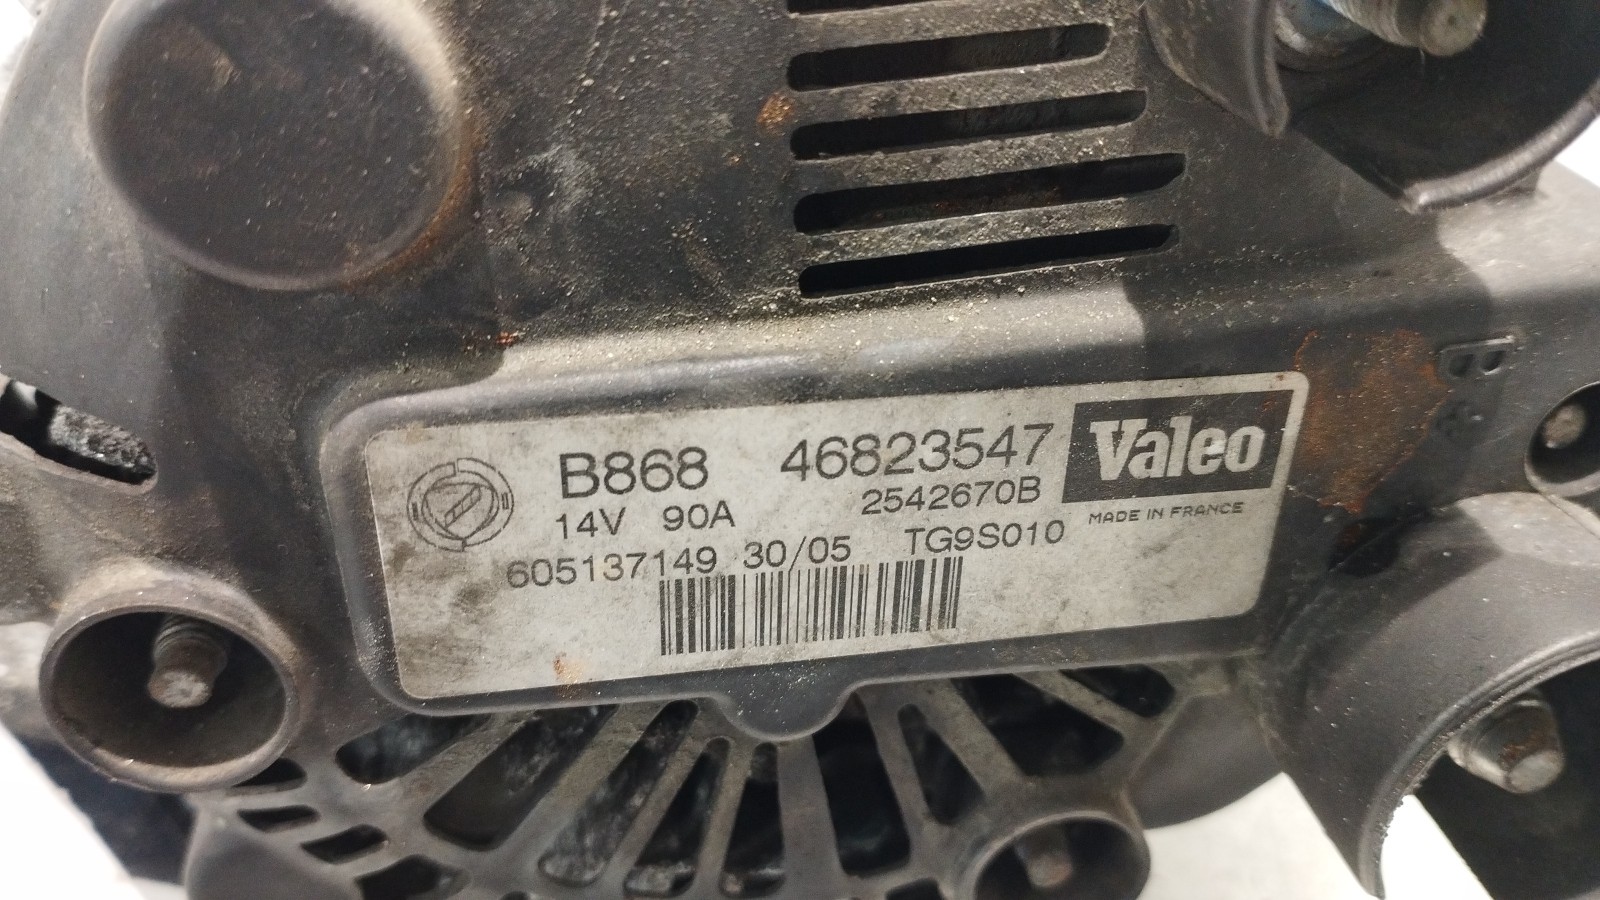 B868 46823547 Valeo
14V 90A 2542670B MADE IN FRANCE
605137149 30/05 TG9S010
B+